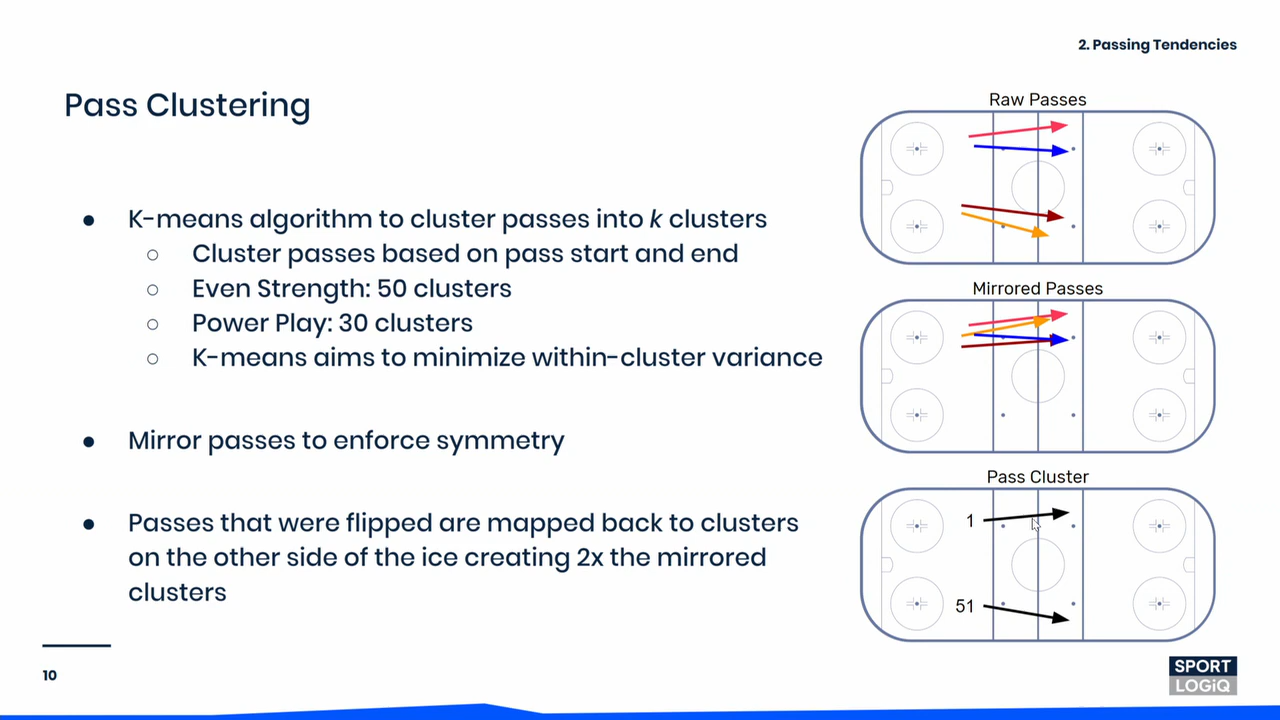 2. Passing Tendencies
Pass Clustering
● K-means algorithm to cluster passes into k clusters
○ Cluster passes based on pass start and end
○ Even Strength: 50 clusters
○ Power Play: 30 clusters
○ K-means aims to minimize within-cluster variance
● Mirror passes to enforce symmetry
● Passes that were flipped are mapped back to clusters
on the other side of the ice creating 2x the mirrored
clusters
Raw Passes
Mirrored Passes
Pass Cluster
1
51
10
SPORT
LOGiQ